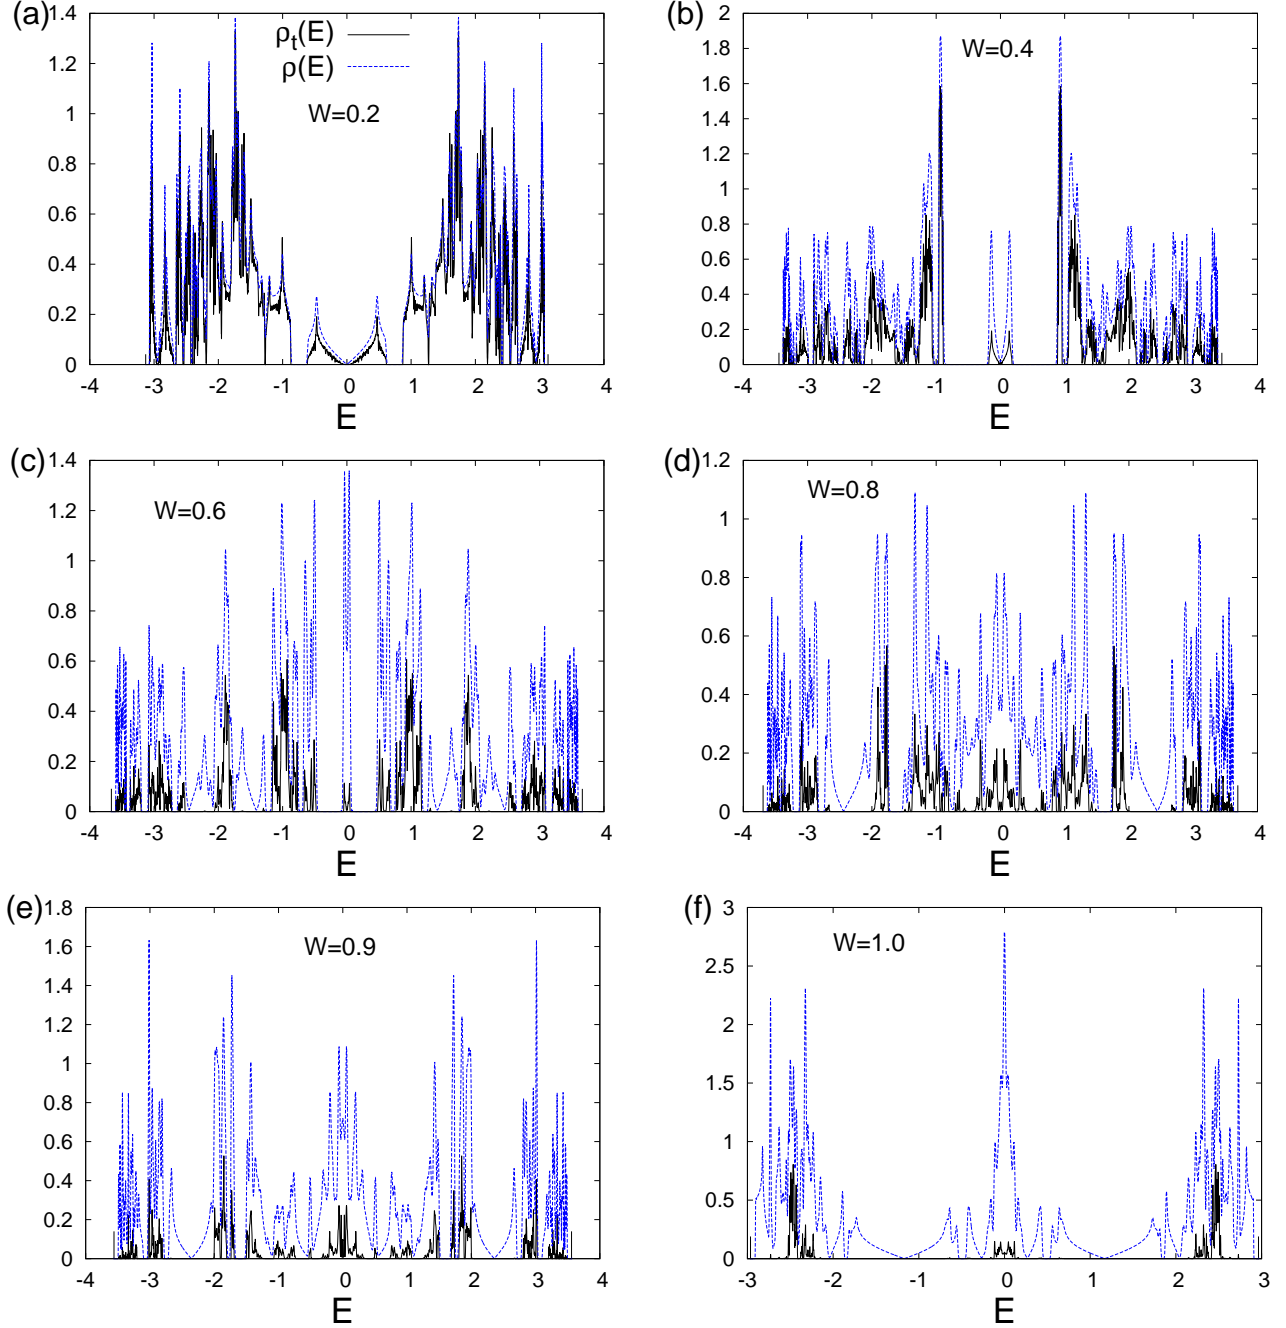 (a)
1.4
1.2
1
0.8
0.6
0.4
0.2
0
ρt(E)
ρ(E)
W=0.2
-4 -3 -2 -1 0 1 2 3 4
E
(b)
2
1.8
1.6
1.4
1.2
1
0.8
0.6
0.4
0.2
0
W=0.4
-4 -3 -2 -1 0 1 2 3 4
E
(c)
1.4
1.2
1
0.8
0.6
0.4
0.2
0
W=0.6
-4 -3 -2 -1 0 1 2 3 4
E
(d)
1.2
1
0.8
0.6
0.4
0.2
0
W=0.8
-4 -3 -2 -1 0 1 2 3 4
E
(e)
1.8
1.6
1.4
1.2
1
0.8
0.6
0.4
0.2
0
W=0.9
-4 -3 -2 -1 0 1 2 3 4
E
(f)
3
2.5
2
1.5
1
0.5
0
W=1.0
-3 -2 -1 0 1 2 3
E